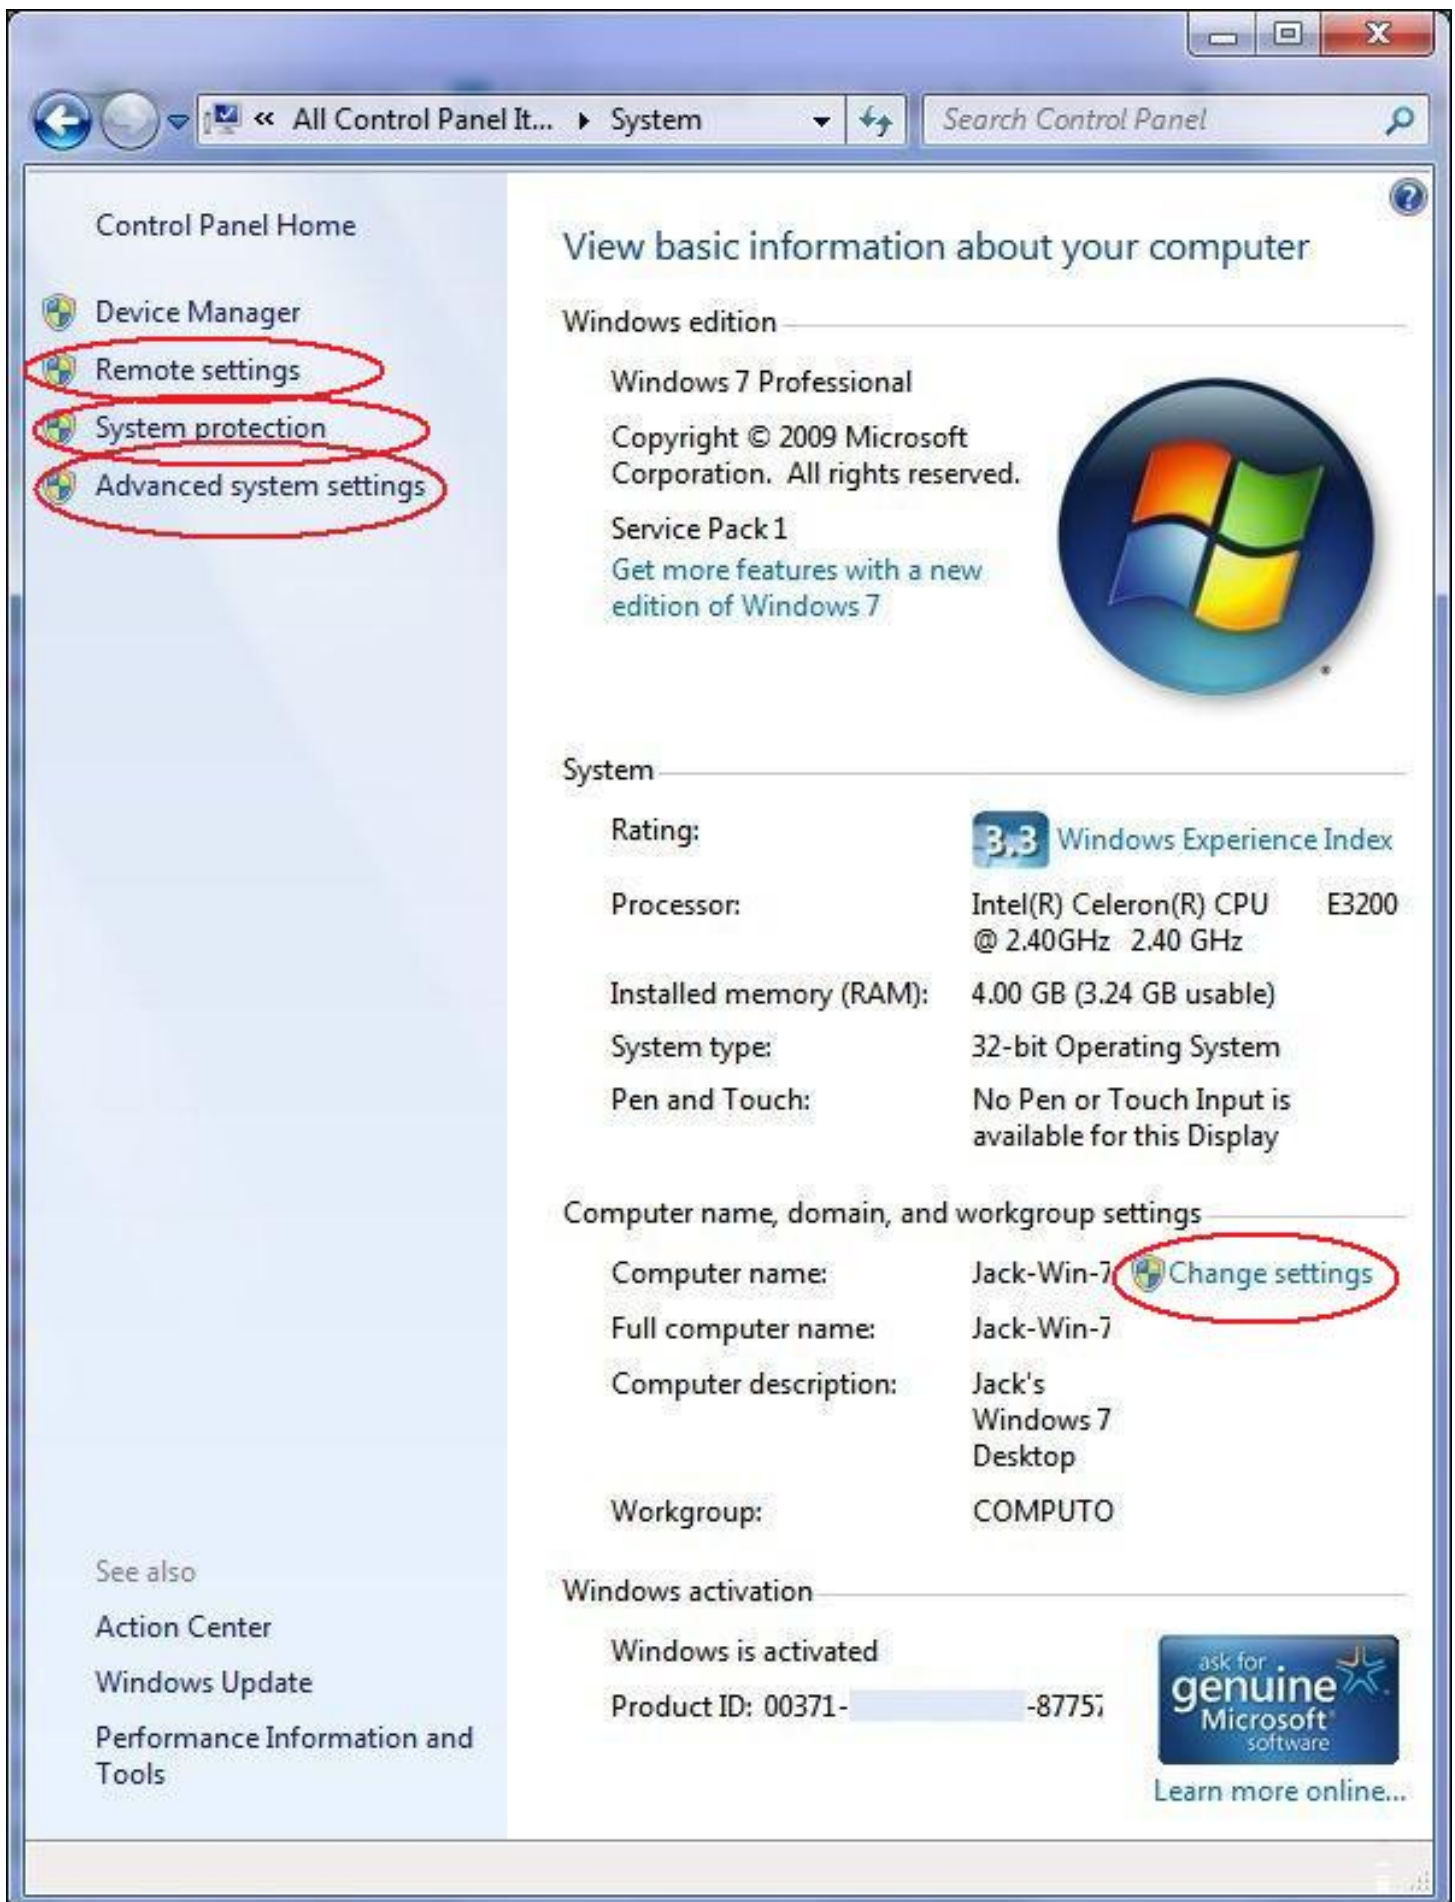 All Control Panel It... System
Search Control Panel
Control Panel Home
Device Manager
Remote settings
System protection
Advanced system settings
See also
Action Center
Windows Update
Performance Information and
Tools
View basic information about your computer
Windows edition
Windows 7 Professional
Copyright © 2009 Microsoft
Corporation. All rights reserved.
Service Pack 1
Get more features with a new
edition of Windows 7
System
Rating: 3.3 Windows Experience Index
Processor: Intel(R) Celeron(R) CPU E3200
@ 2.40GHz 2.40 GHz
Installed memory (RAM): 4.00 GB (3.24 GB usable)
System type: 32-bit Operating System
Pen and Touch: No Pen or Touch Input is
available for this Display
Computer name, domain, and workgroup settings
Computer name: Jack-Win-7 Change settings
Full computer name: Jack-Win-7
Computer description: Jack's
Windows 7
Desktop
Workgroup: COMPUTO
Windows activation
Windows is activated
Product ID: 00371- -87757
ask for
genuine
Microsoft
software
Learn more online...